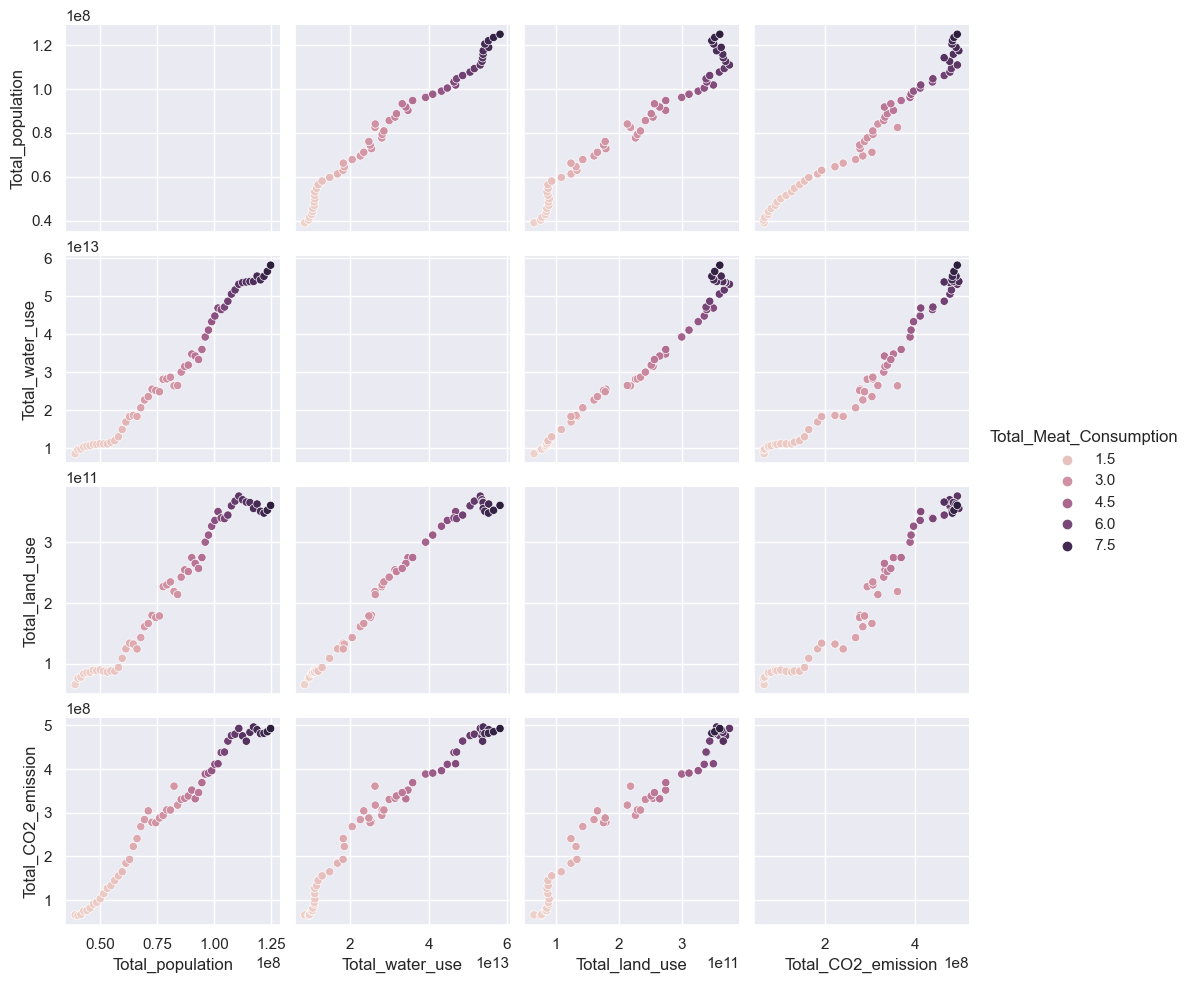 1e8
1.2
1.0
0.8
0.6
0.4
Total_population
1e13
6
5
4
3
2
1
Total_water_use
1e11
3
2
1
Total_land_use
1e8
5
4
3
2
1
Total_CO2_emission
0.50 0.75 1.00 1.25
1e8
Total_population
2 4 6
1e13
Total_water_use
1 2 3
1e11
Total_land_use
2 4
1e8
Total_CO2_emission
Total_Meat_Consumption
1.5
3.0
4.5
6.0
7.5